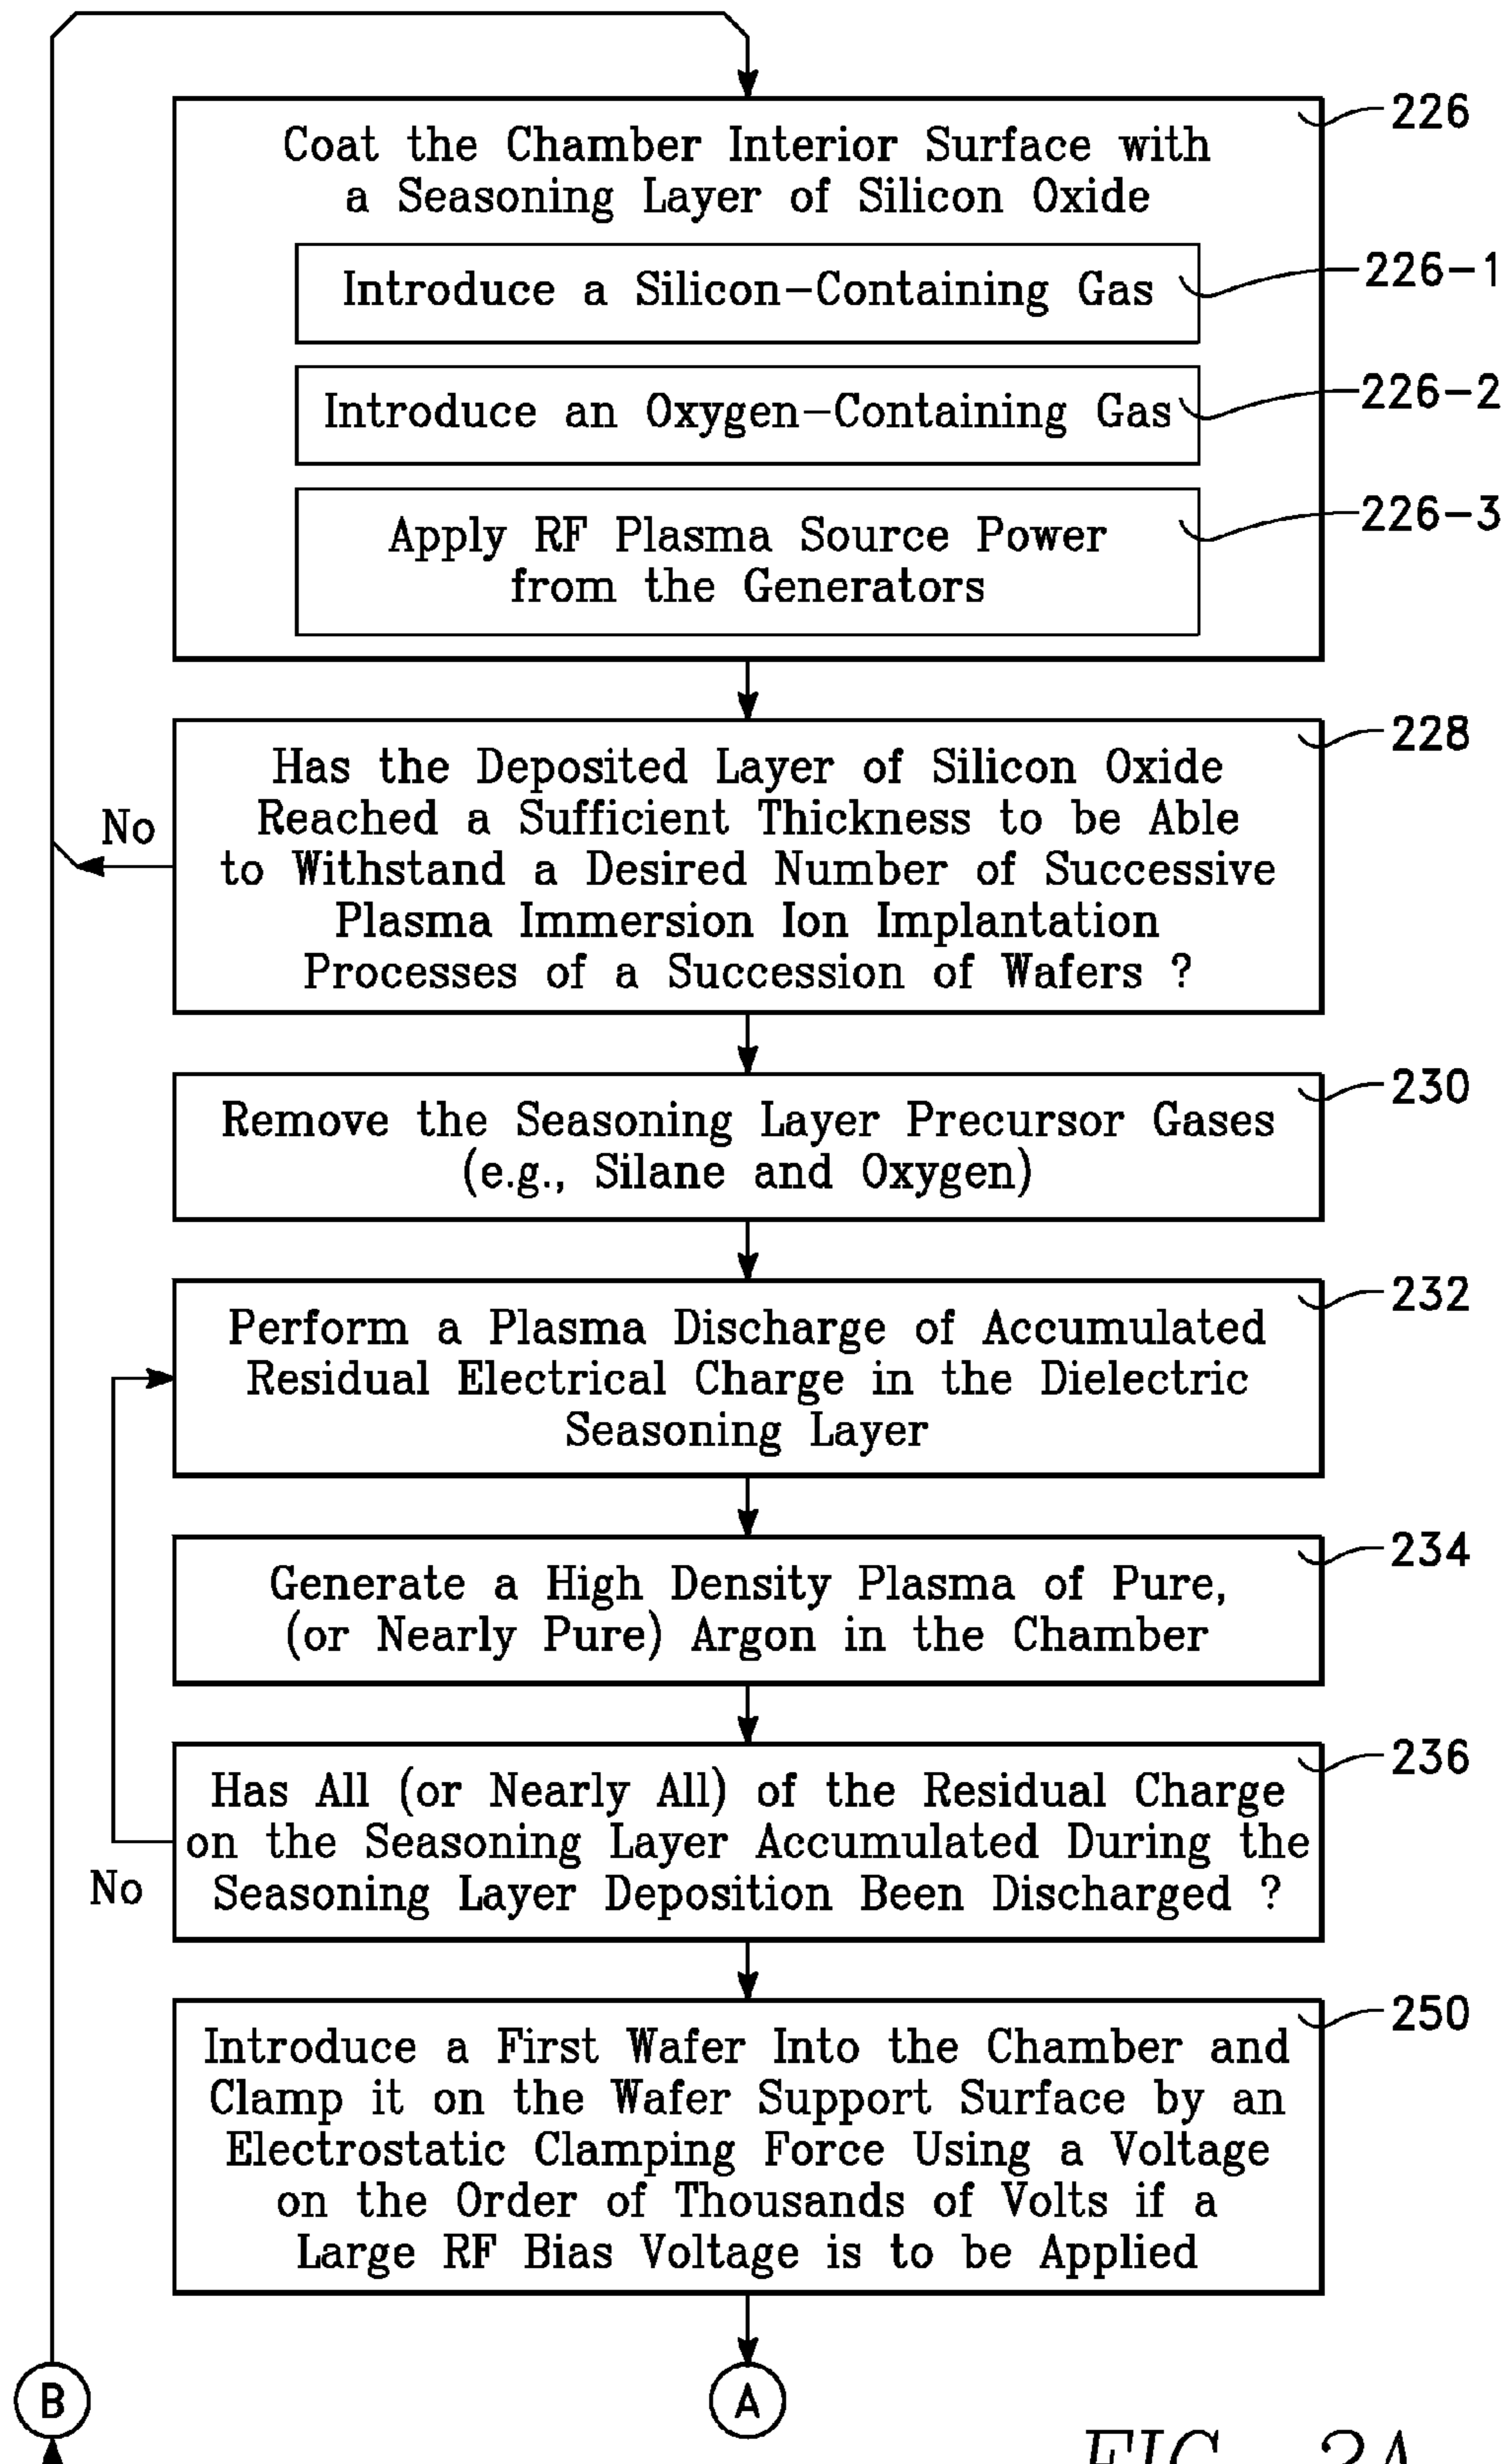 Coat the Chamber Interior Surface with
a Seasoning Layer of Silicon Oxide
226
Introduce a Silicon-Containing Gas
226-1
Introduce an Oxygen-Containing Gas
226-2
Apply RF Plasma Source Power
from the Generators
226-3
Has the Deposited Layer of Silicon Oxide
Reached a Sufficient Thickness to be Able
to Withstand a Desired Number of Successive
Plasma Immersion Ion Implantation
Processes of a Succession of Wafers ?
228
No
Remove the Seasoning Layer Precursor Gases
(e.g., Silane and Oxygen)
230
Perform a Plasma Discharge of Accumulated
Residual Electrical Charge in the Dielectric
Seasoning Layer
232
Generate a High Density Plasma of Pure,
(or Nearly Pure) Argon in the Chamber
234
Has All (or Nearly All) of the Residual Charge
on the Seasoning Layer Accumulated During the
Seasoning Layer Deposition Been Discharged ?
236
No
Introduce a First Wafer Into the Chamber and
Clamp it on the Wafer Support Surface by an
Electrostatic Clamping Force Using a Voltage
on the Order of Thousands of Volts if a
Large RF Bias Voltage is to be Applied
250
B
A